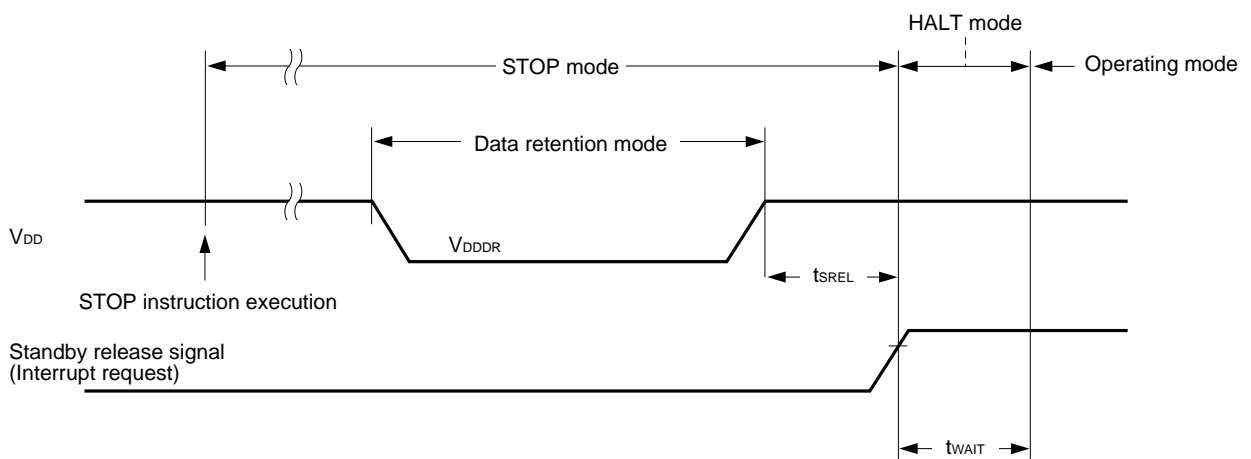 HALT mode
STOP mode
Operating mode
Data retention mode
VDD
VDDDR
tSREL
STOP instruction execution
Standby release signal
(Interrupt request)
tWAIT